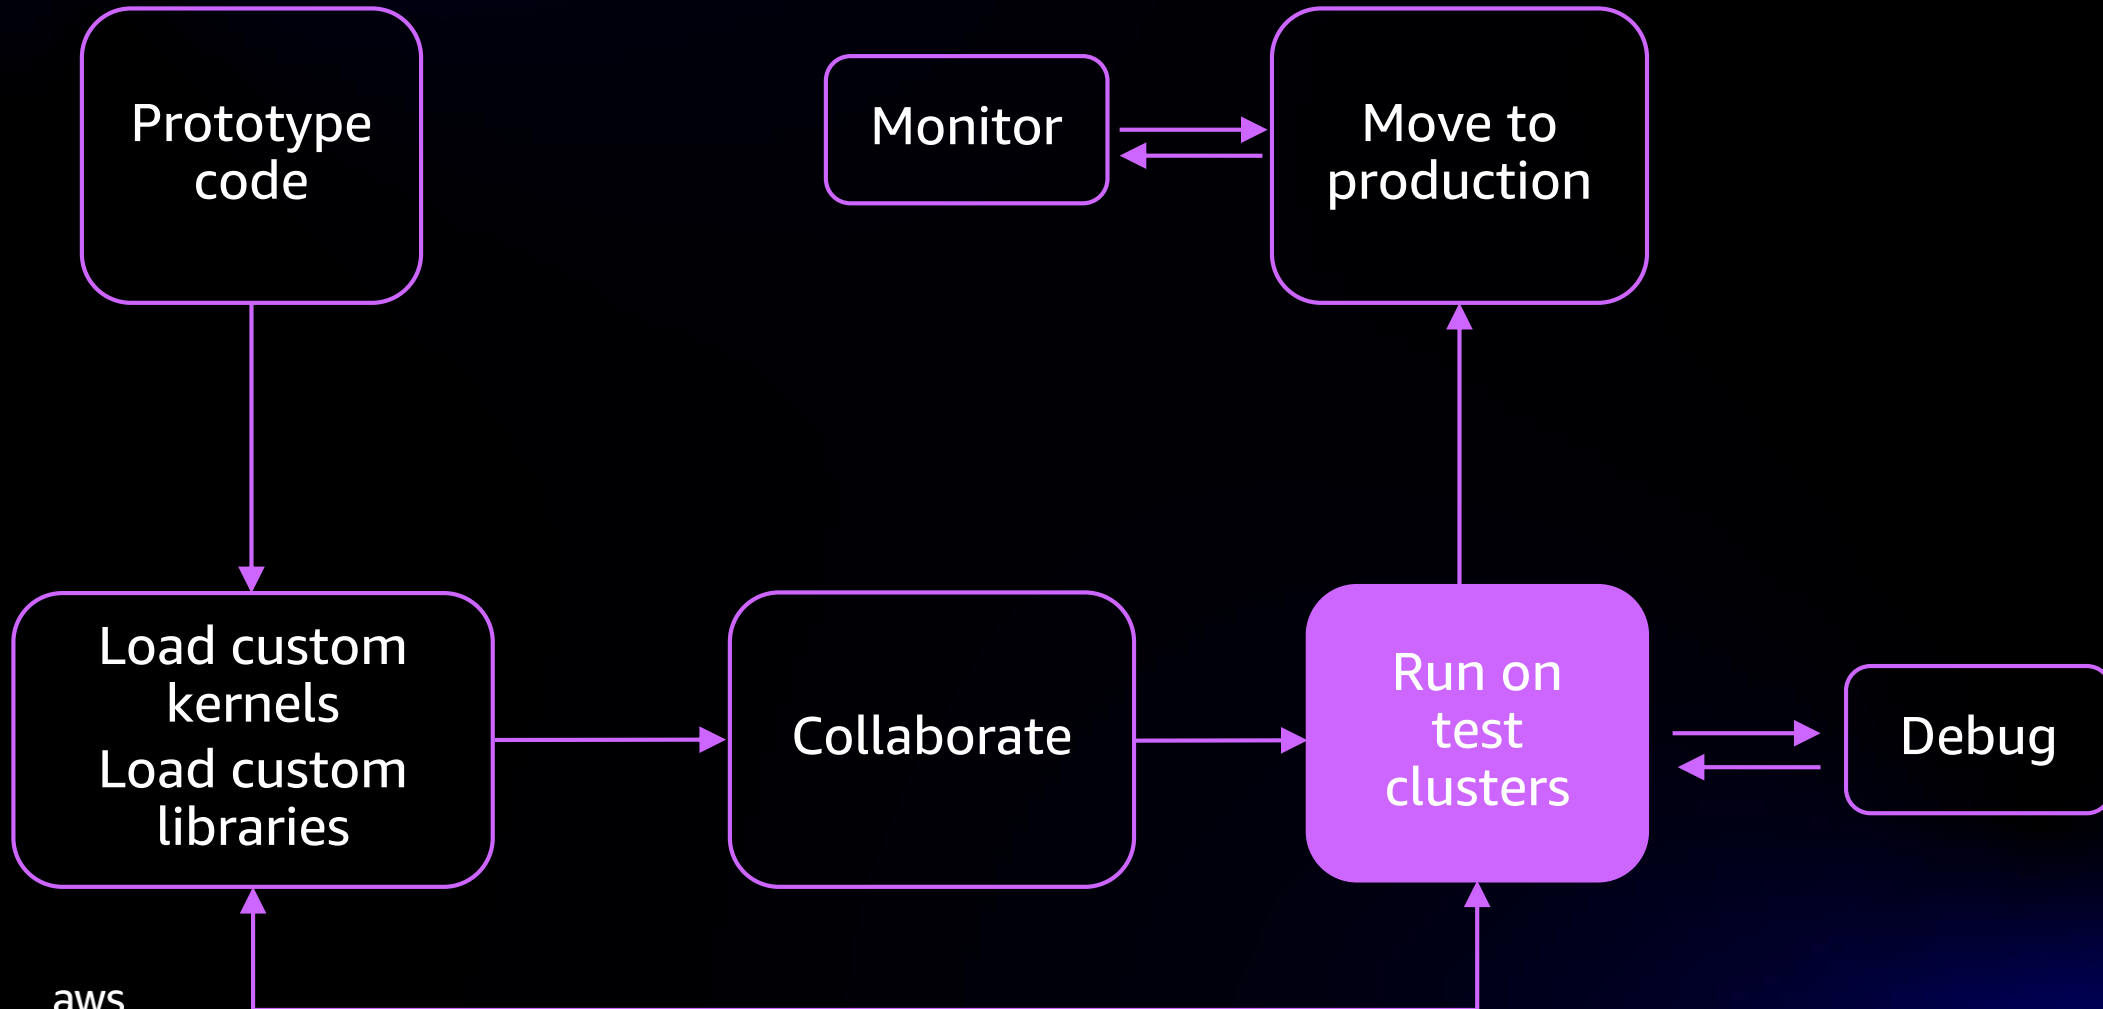 Prototype
code
Monitor
Move to
production
Load custom
kernels
Load custom
libraries
Collaborate
Run on
test
clusters
Debug
aws